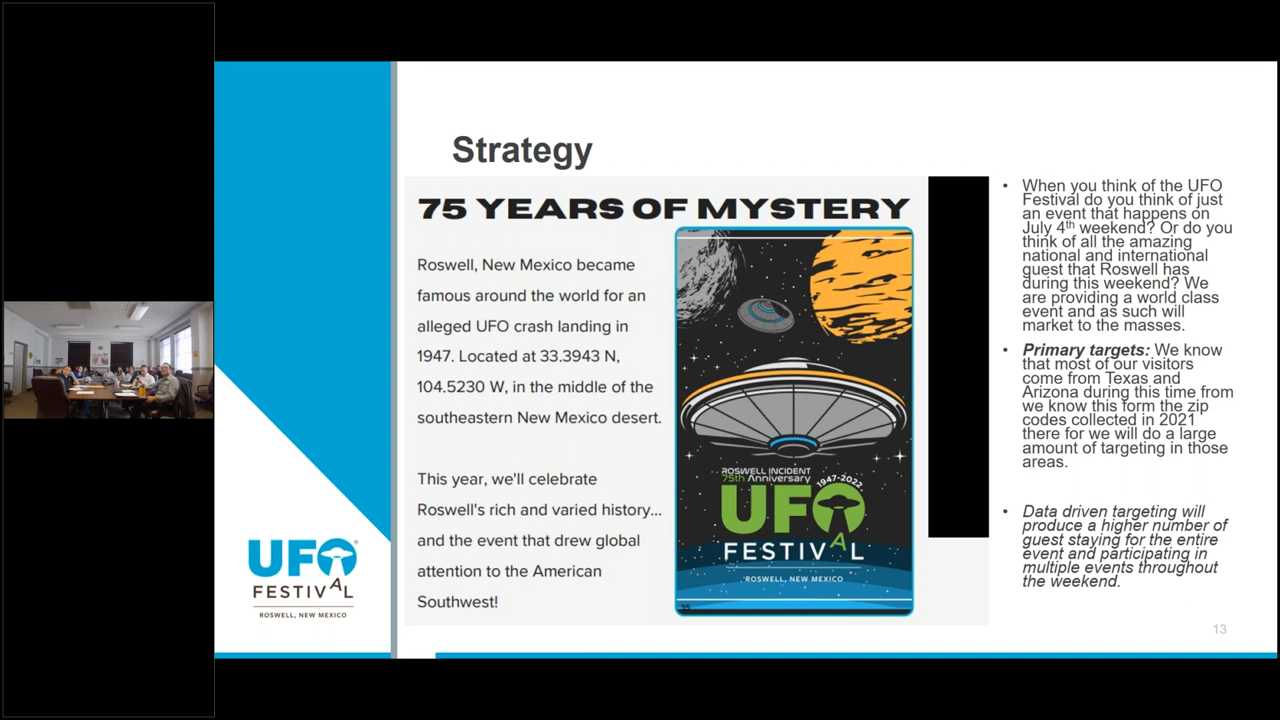 Strategy
75 YEARS OF MYSTERY
Roswell, New Mexico became
famous around the world for an
alleged UFO crash landing in
1947. Located at 33.3943 N,
104.5230 W, in the middle of the
southeastern New Mexico desert.
This year, we'll celebrate
Roswell's rich and varied history...
and the event that drew global
attention to the American
Southwest!
ROSWELL INCIDENT
75th Anniversary
1947-2022
UFO
FESTIVAL
ROSWELL, NEW MEXICO
35
• When you think of the UFO
Festival do you think of just
an event that happens on
July 4th weekend? Or do you
think of all the amazing
national and international
guest that Roswell has
during this weekend? We
are providing a world class
event and as such will
market to the masses.
• Primary targets: We know
that most of our visitors
come from Texas and
Arizona during this time from
we know this form the zip
codes collected in 2021
there for we will do a large
amount of targeting in those
areas.
• Data driven targeting will
produce a higher number of
guest staying for the entire
event and participating in
multiple events throughout
the weekend.
UFO®
FESTIVAL
ROSWELL, NEW MEXICO
13